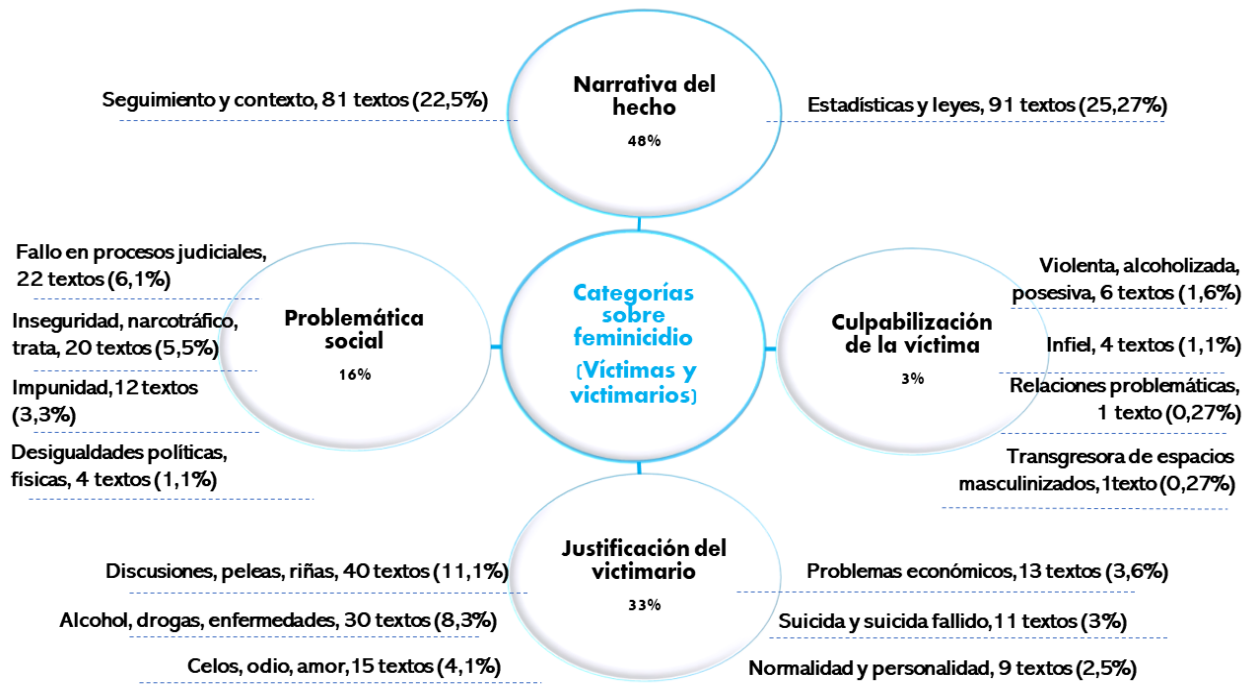 Narrativa del
hecho
48%
Seguimiento y contexto, 81 textos (22,5%)
Estadísticas y leyes, 91 textos (25,27%)
Fallo en procesos judiciales,
22 textos (6,1%)
Inseguridad, narcotráfico,
trata, 20 textos (5,5%)
Impunidad, 12 textos
(3,3%)
Desigualdades políticas,
físicas, 4 textos (1,1%)
Problemática
social
16%
Categorías
sobre
feminicidio
(Víctimas y
victimarios)
Culpabilización
de la víctima
3%
Violenta, alcoholizada,
posesiva, 6 textos (1,6%)
Infiel, 4 textos (1,1%)
Relaciones problemáticas,
1 texto (0,27%)
Transgresora de espacios
masculinizados, 1texto (0,27%)
Justificación del
victimario
33%
Discusiones, peleas, riñas, 40 textos (11,1%)
Alcohol, drogas, enfermedades, 30 textos (8,3%)
Celos, odio, amor, 15 textos (4,1%)
Problemas económicos, 13 textos (3,6%)
Suicida y suicida fallido, 11 textos (3%)
Normalidad y personalidad, 9 textos (2,5%)